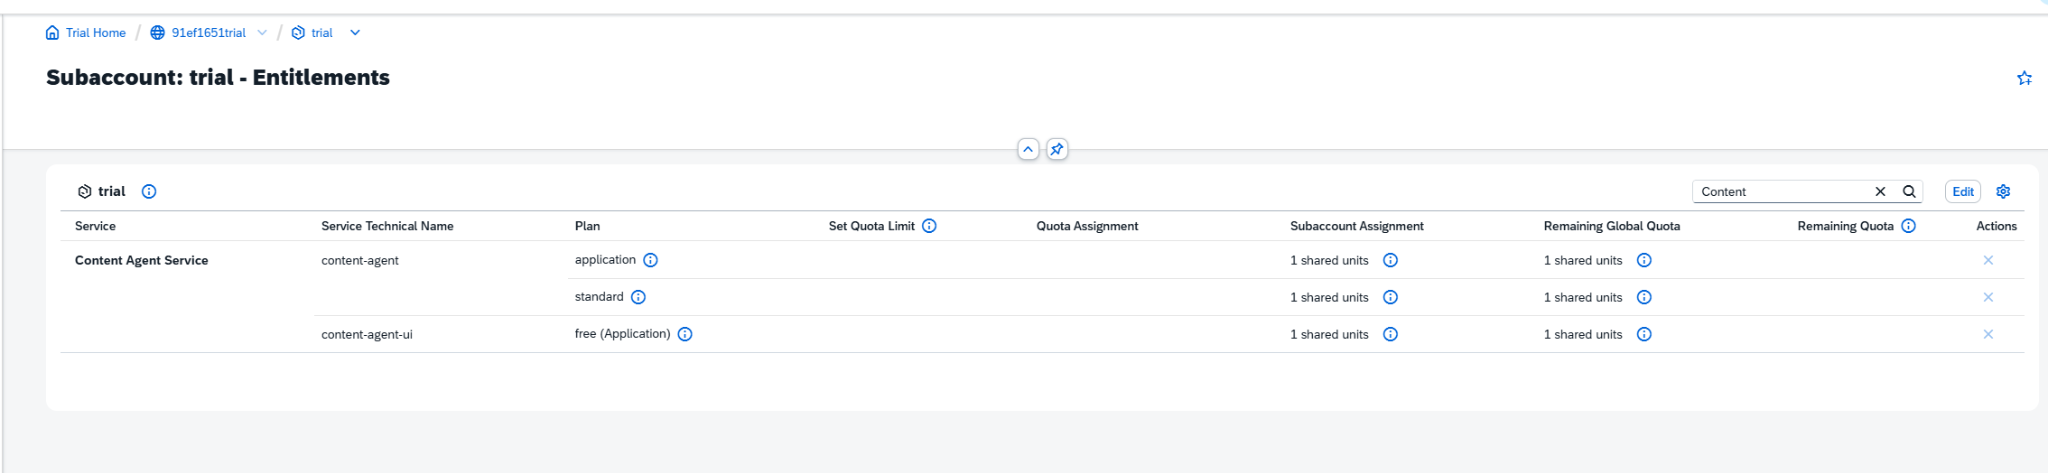 Trial Home / 91ef1651trial / trial
Subaccount: trial - Entitlements
trial Content Edit
Service Service Technical Name Plan Set Quota Limit Quota Assignment Subaccount Assignment Remaining Global Quota Remaining Quota Actions
Content Agent Service content-agent application 1 shared units 1 shared units
standard 1 shared units 1 shared units
content-agent-ui free (Application) 1 shared units 1 shared units